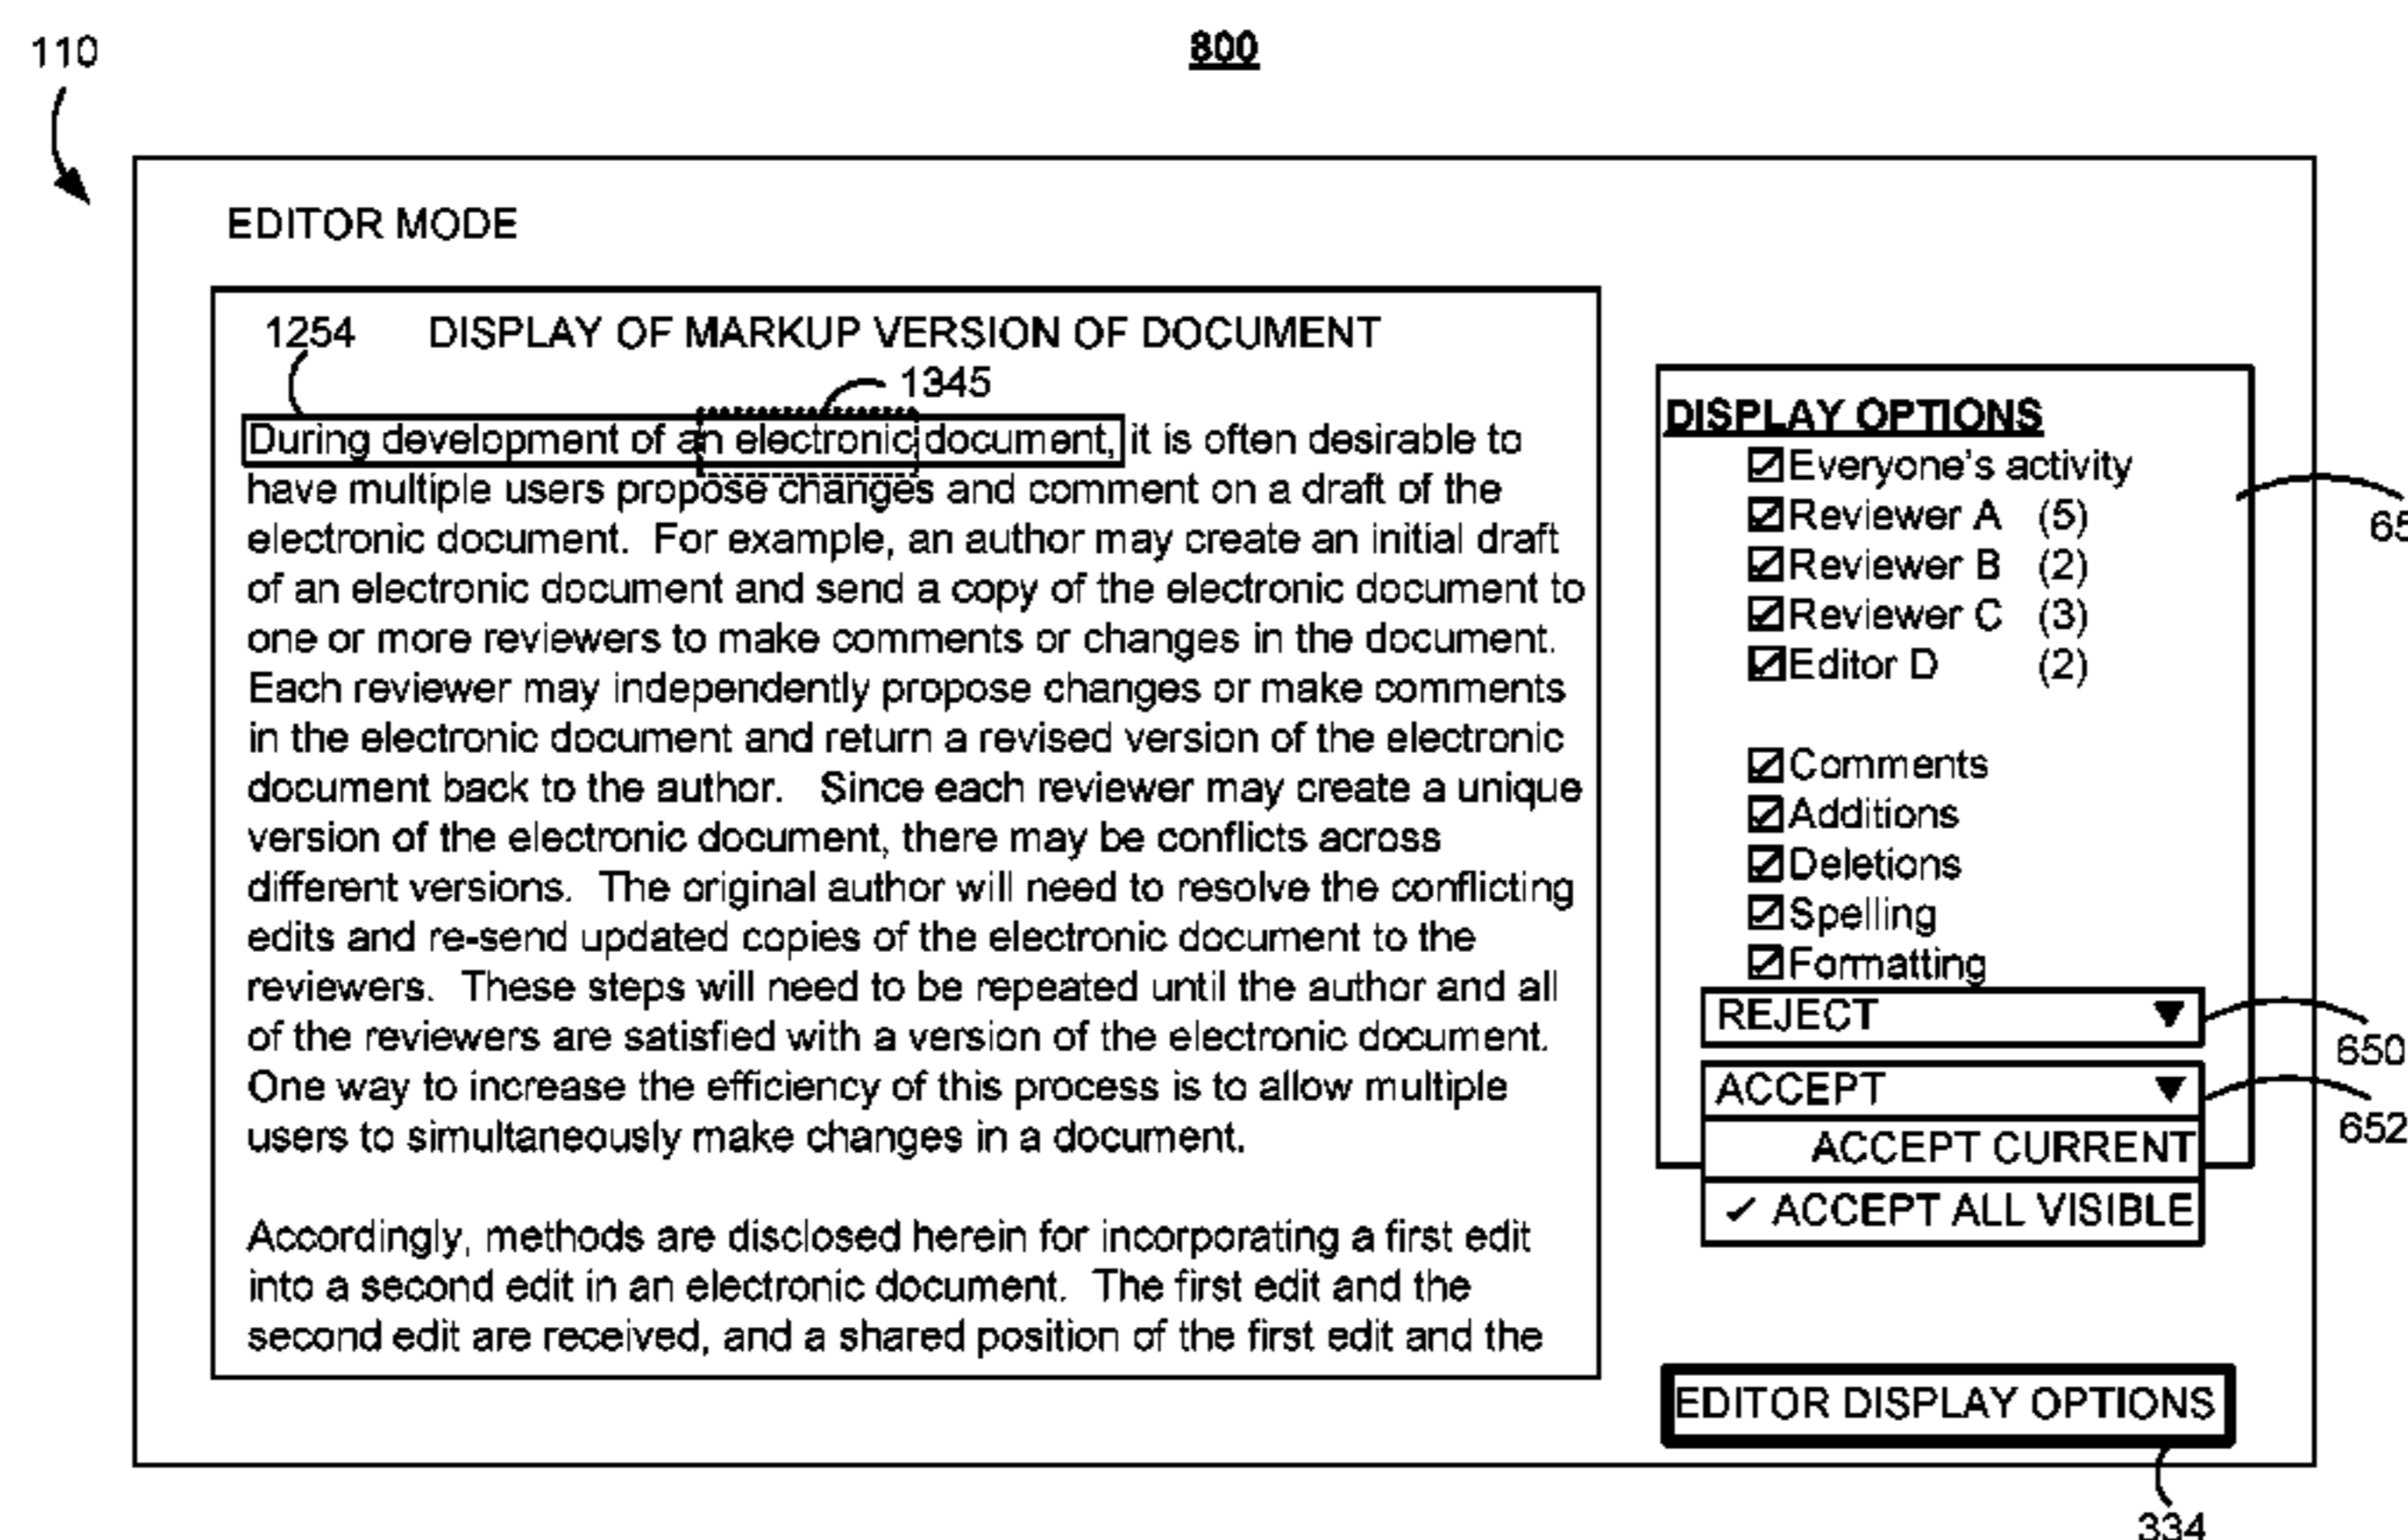 110
800
EDITOR MODE
1254 DISPLAY OF MARKUP VERSION OF DOCUMENT
1345
During development of an electronic document, it is often desirable to
have multiple users propose changes and comment on a draft of the
electronic document. For example, an author may create an initial draft
of an electronic document and send a copy of the electronic document to
one or more reviewers to make comments or changes in the document.
Each reviewer may independently propose changes or make comments
in the electronic document and return a revised version of the electronic
document back to the author. Since each reviewer may create a unique
version of the electronic document, there may be conflicts across
different versions. The original author will need to resolve the conflicting
edits and re-send updated copies of the electronic document to the
reviewers. These steps will need to be repeated until the author and all
of the reviewers are satisfied with a version of the electronic document.
One way to increase the efficiency of this process is to allow multiple
users to simultaneously make changes in a document.
Accordingly, methods are disclosed herein for incorporating a first edit
into a second edit in an electronic document. The first edit and the
second edit are received, and a shared position of the first edit and the
DISPLAY OPTIONS
Everyone's activity
Reviewer A (5)
Reviewer B (2)
Reviewer C (3)
Editor D (2)
Comments
Additions
Deletions
Spelling
Formatting
REJECT
650
ACCEPT
652
ACCEPT CURRENT
✓ ACCEPT ALL VISIBLE
EDITOR DISPLAY OPTIONS
334